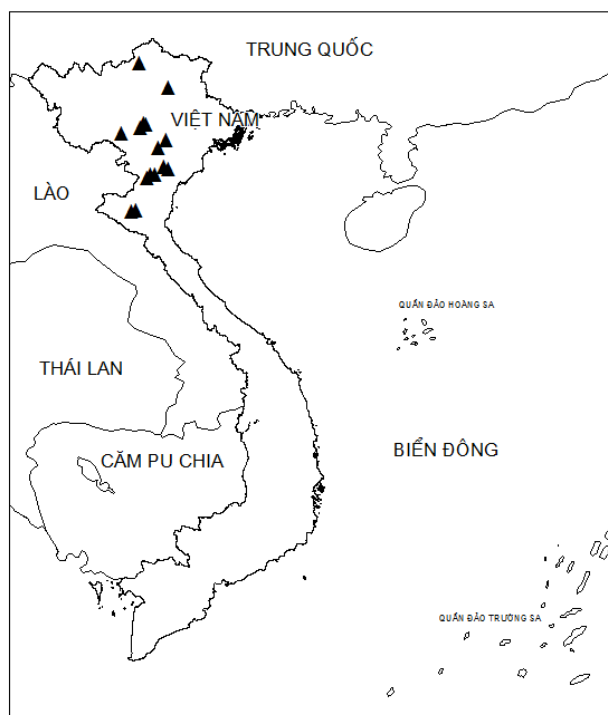 TRUNG QUỐC
VIỆT NAM
LÀO
QUẦN ĐẢO HOÀNG SA
THÁI LAN
BIỂN ĐÔNG
CĂM PU CHIA
QUẦN ĐẢO TRƯỜNG SA